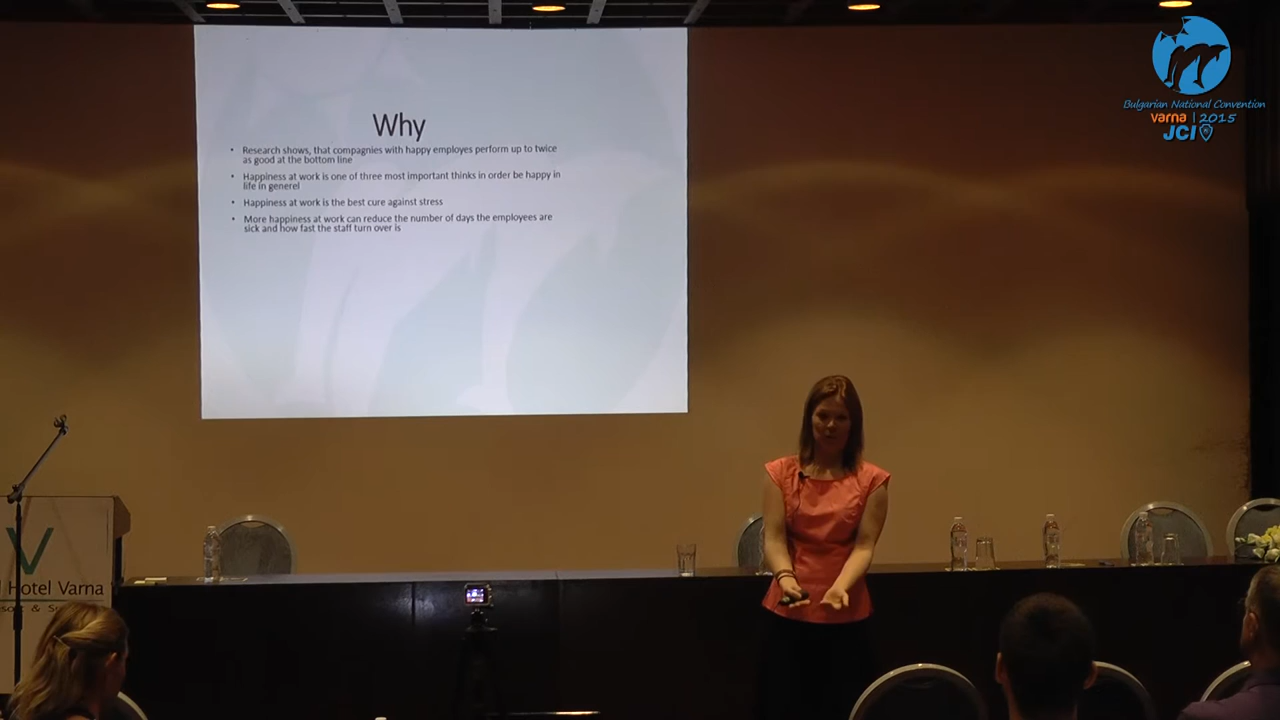 Bulgarian National Convention
varna | 2015
JCI
Why
• Research shows, that compagnies with happy employes perform up to twice
as good at the bottom line
• Happiness at work is one of three most important thinks in order be happy in
life in generel
• Happiness at work is the best cure against stress
• More happiness at work can reduce the number of days the employees are
sick and how fast the staff turn over is
V
Hotel Varna